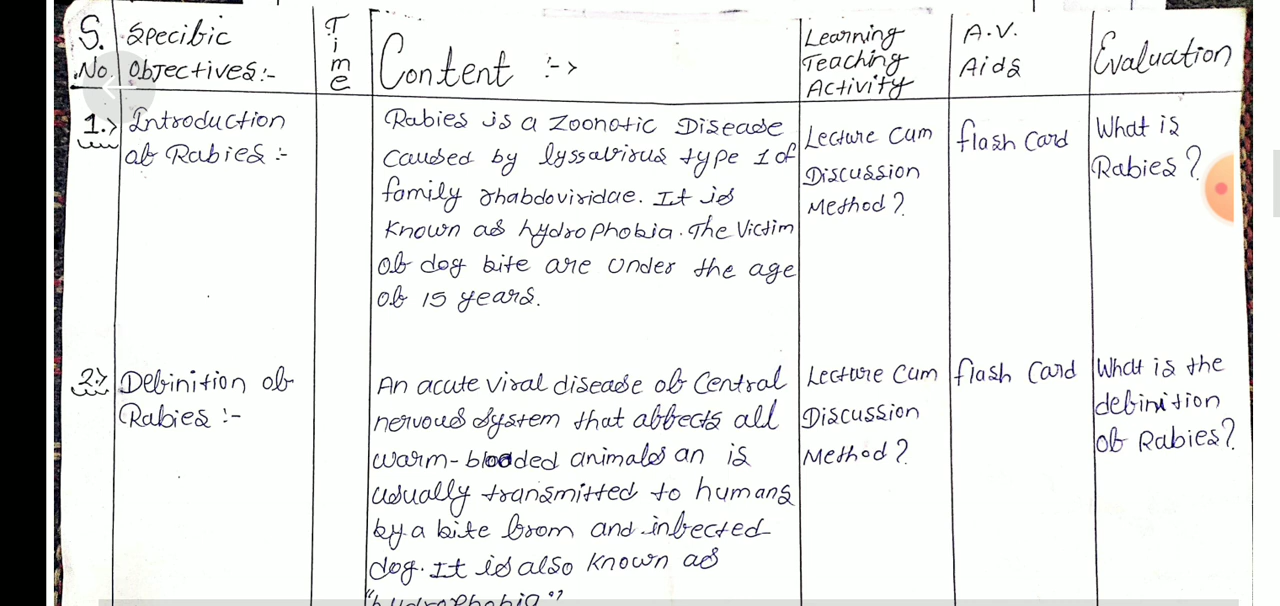 S. No.
Specific Objectives:-
Time
Content :->
Learning Teaching Activity
A.V. Aids
Evaluation
1.>
Introduction
of Rabies :-
Rabies is a Zoonotic Disease
caused by lyssavirus type 1 of
family rhabdoviridae. It is
known as hydrophobia. The Victim
of dog bite are under the age
of 15 years.
Lecture Cum
Discussion
Method?
flash Card
What is
Rabies?
2.>
Definition of
Rabies :-
An acute viral disease of Central
nervous system that affects all
warm-blooded animals an is
usually transmitted to humans
by a bite from and infected
dog. It is also known as
"hydrophobia"
Lecture Cum
Discussion
Method?
flash Card
What is the
definition
of Rabies?